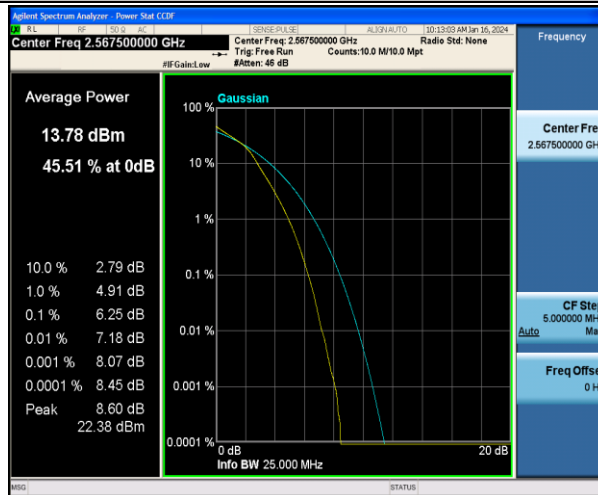 Agilent Spectrum Analyzer - Power Stat CCDF
RL RF 50 Ω AC SENSE:PULSE ALIGN AUTO 10:13:03 AM Jan 16, 2024
Center Freq 2.567500000 GHz
Center Freq: 2.567500000 GHz Radio Std: None
Trig: Free Run Counts:10.0 M/10.0 Mpt
#IFGain:Low #Atten: 46 dB
Frequency
Average Power
13.78 dBm
45.51 % at 0dB
10.0 % 2.79 dB
1.0 % 4.91 dB
0.1 % 6.25 dB
0.01 % 7.18 dB
0.001 % 8.07 dB
0.0001 % 8.45 dB
Peak 8.60 dB
22.38 dBm
Gaussian
100 %
10 %
1 %
0.1 %
0.01 %
0.001 %
0.0001 %
0 dB 20 dB
Info BW 25.000 MHz
Center Fre
2.567500000 GH
CF Ste
5.000000 MH
Auto Ma
Freq Offse
0 H
MSG STATUS